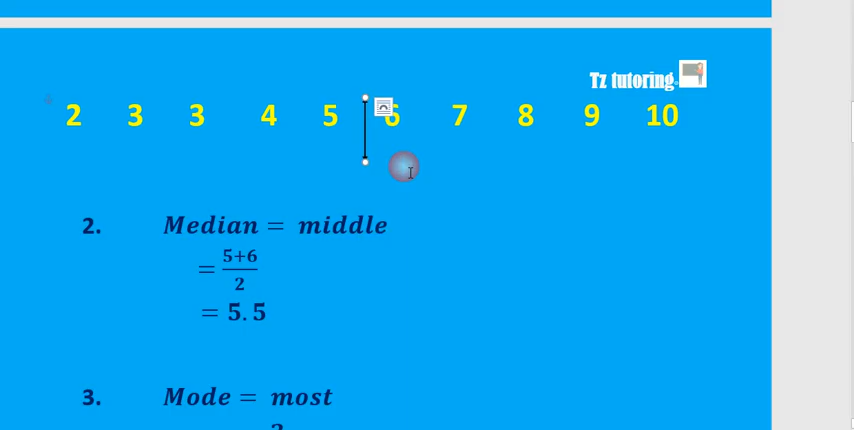 Tz tutoring
2 3 3 4 5 6 7 8 9 10
2. Median = middle
= 5+6/2
= 5.5
3. Mode = most